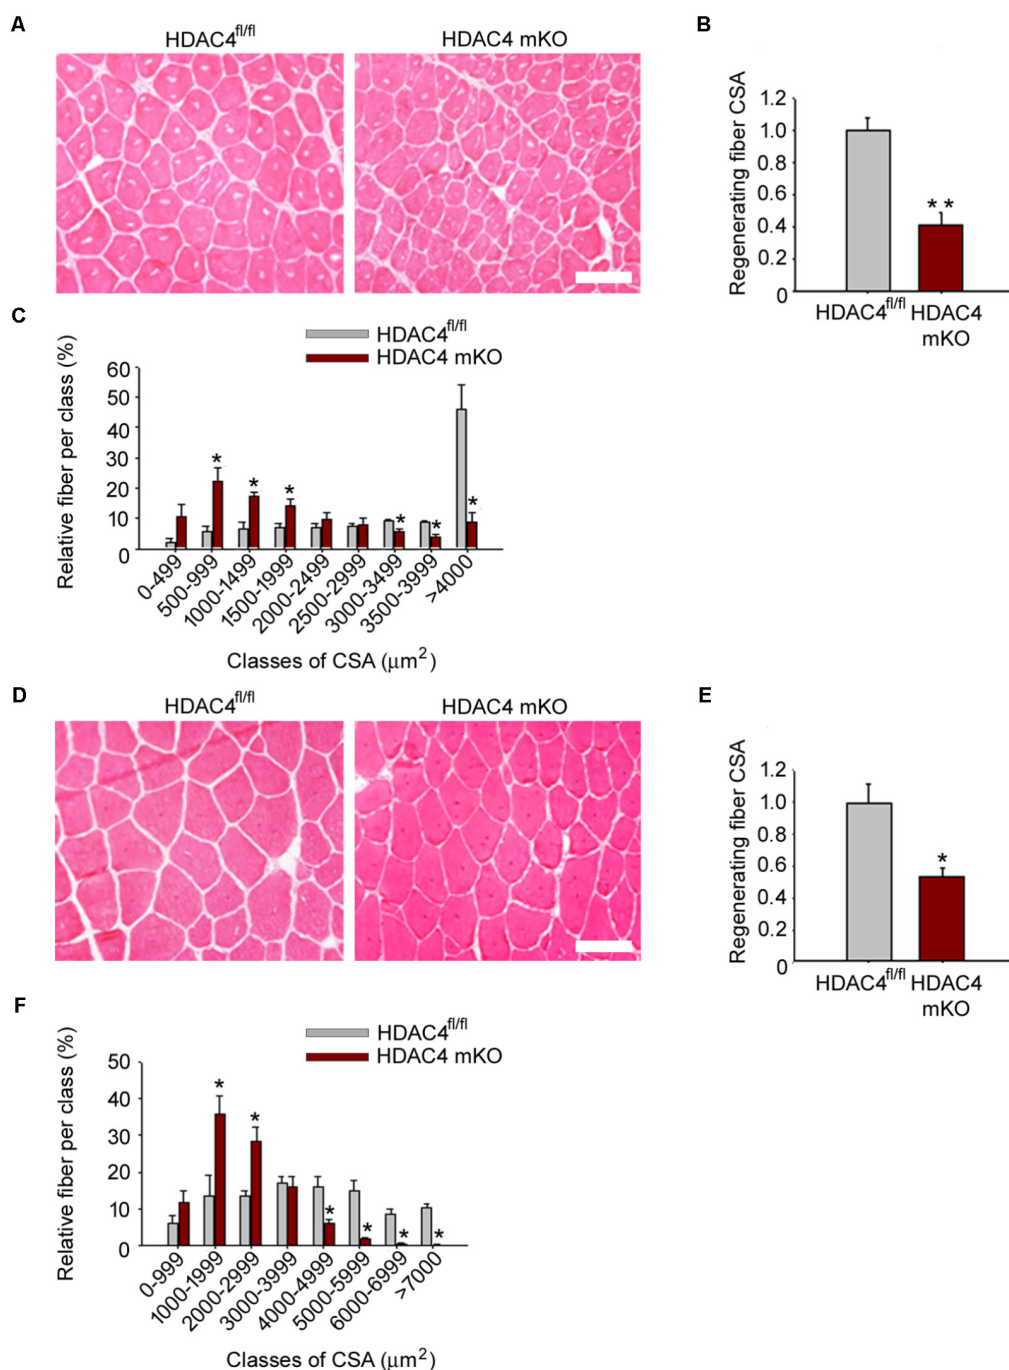 A
HDAC4fl/fl
HDAC4 mKO
B
Regenerating fiber CSA
1.2
1.0
0.8
0.6
0.4
0.2
0
**
HDAC4fl/fl HDAC4
mKO
C
HDAC4fl/fl
HDAC4 mKO
Relative fiber per class (%)
60
50
40
30
20
10
0
* * * * * *
0-499
500-999
1000-1499
1500-1999
2000-2499
2500-2999
3000-3499
3500-3999
>4000
Classes of CSA (μm2)
D
HDAC4fl/fl
HDAC4 mKO
E
Regenerating fiber CSA
1.2
1.0
0.8
0.6
0.4
0.2
0
*
HDAC4fl/fl HDAC4
mKO
F
HDAC4fl/fl
HDAC4 mKO
Relative fiber per class (%)
50
40
30
20
10
0
* * * * * *
0-999
1000-1999
2000-2999
3000-3999
4000-4999
5000-5999
6000-6999
>7000
Classes of CSA (μm2)